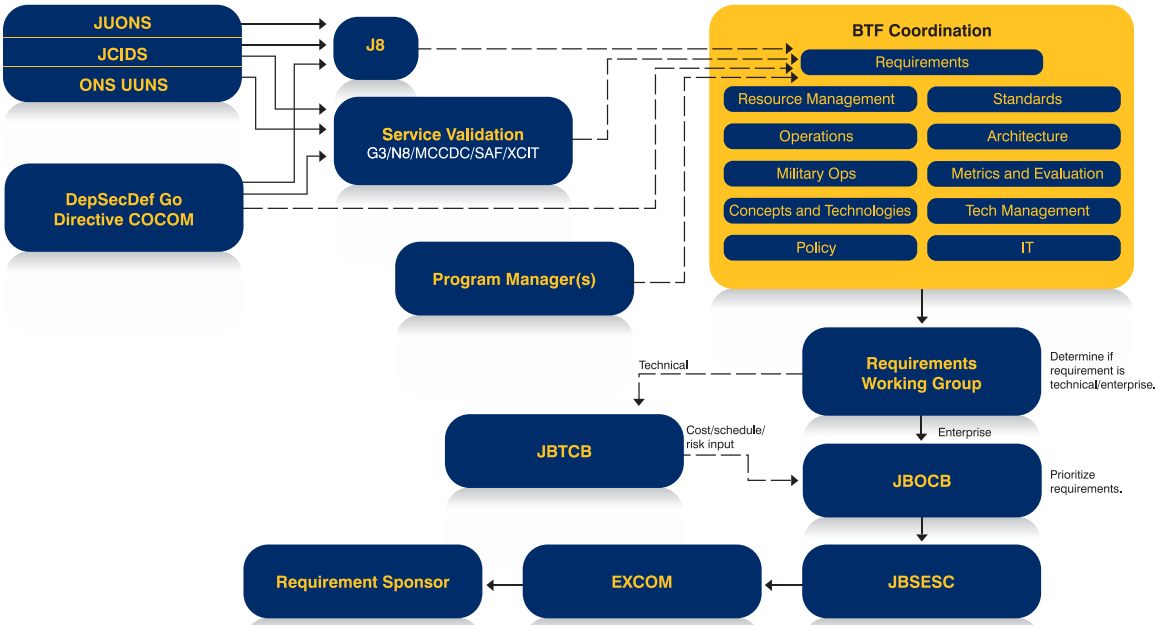 JUONS
JCIDS
ONS UUNS
J8
Service Validation
G3/N8/MCCDC/SAF/XCIT
DepSecDef Go
Directive COCOM
Program Manager(s)
BTF Coordination
Requirements
Resource Management
Standards
Operations
Architecture
Military Ops
Metrics and Evaluation
Concepts and Technologies
Tech Management
Policy
IT
Requirements
Working Group
Determine if
requirement is
technical/enterprise.
Technical
Enterprise
JBTCB
Cost/schedule/
risk input
JBOCB
Prioritize
requirements.
Requirement Sponsor
EXCOM
JBSESC